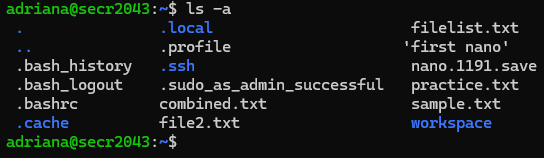 adriana@secr2043:~$ ls -a
. .local filelist.txt
.. .profile 'first nano'
.bash_history .ssh nano.1191.save
.bash_logout .sudo_as_admin_successful practice.txt
.bashrc combined.txt sample.txt
.cache file2.txt workspace
adriana@secr2043:~$